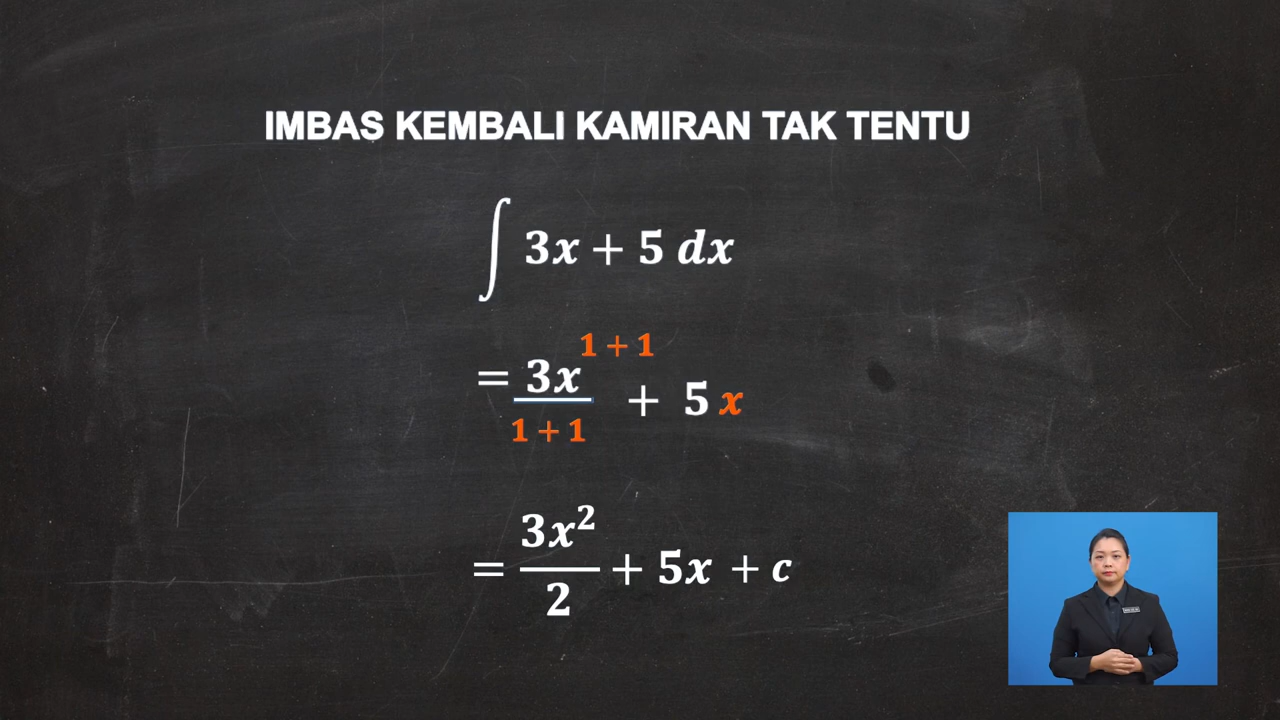 IMBAS KEMBALI KAMIRAN TAK TENTU
∫ 3x + 5 dx
= 3x^(1 + 1) / (1 + 1) + 5x
= 3x² / 2 + 5x + c